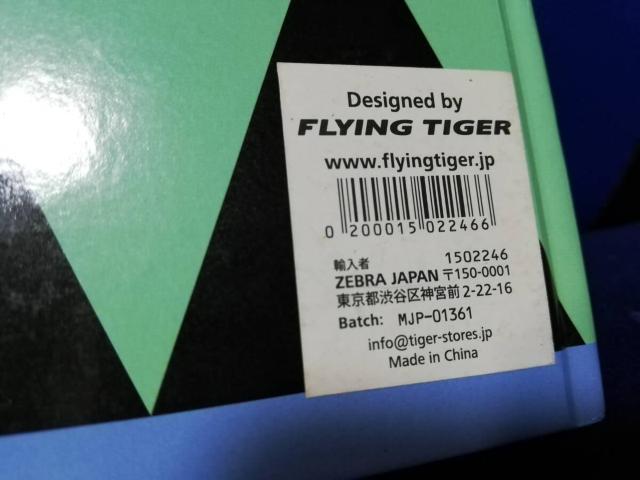 Designed by
FLYING TIGER
www.flyingtiger.jp
0 200015 022466
輸入者 1502246
ZEBRA JAPAN 〒150-0001
東京都渋谷区神宮前2-22-16
Batch: MJP-01361
info@tiger-stores.jp
Made in China